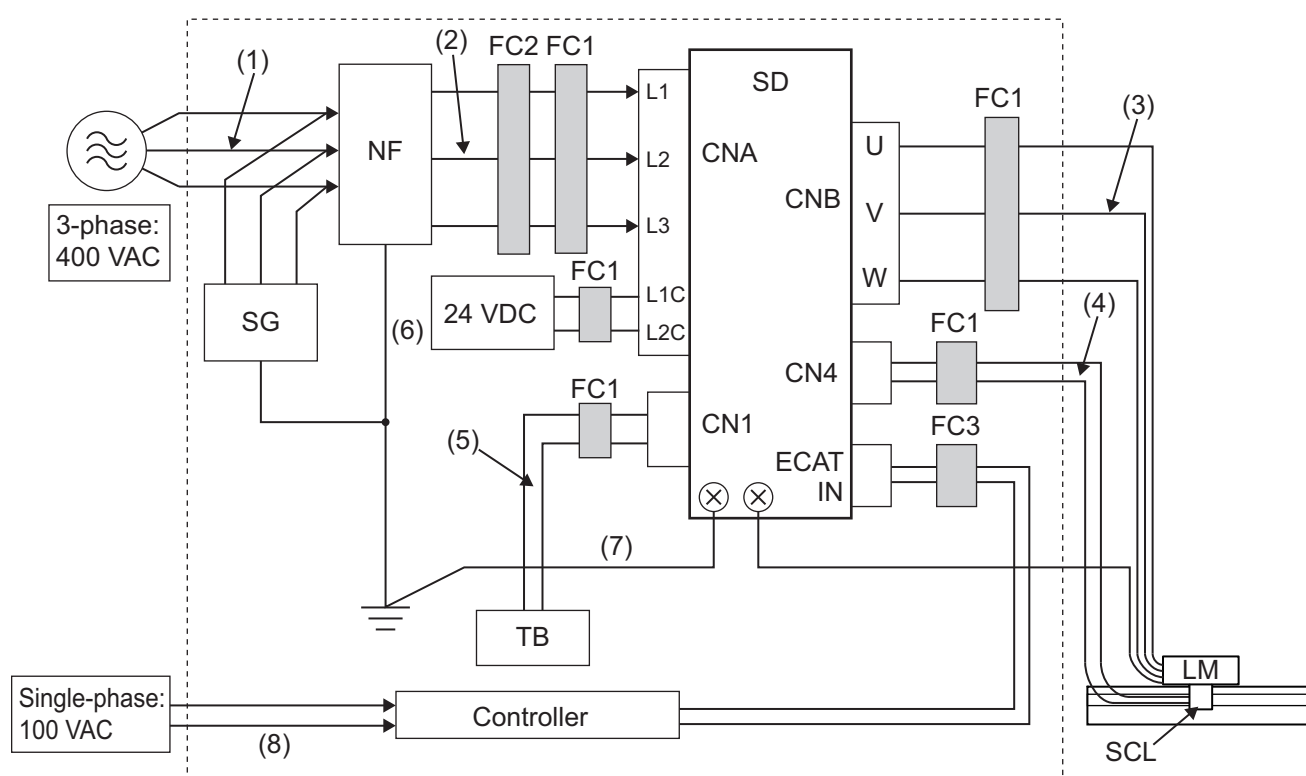 (1)
(2)
FC2
FC1
L1
SD
FC1
(3)
NF
L2
CNA
U
CNB
V
3-phase:
400 VAC
L3
W
FC1
L1C
SG
(6)
24 VDC
L2C
FC1
(4)
CN4
FC1
CN1
FC3
(5)
ECAT
IN
(7)
TB
LM
Single-phase:
100 VAC
Controller
(8)
SCL